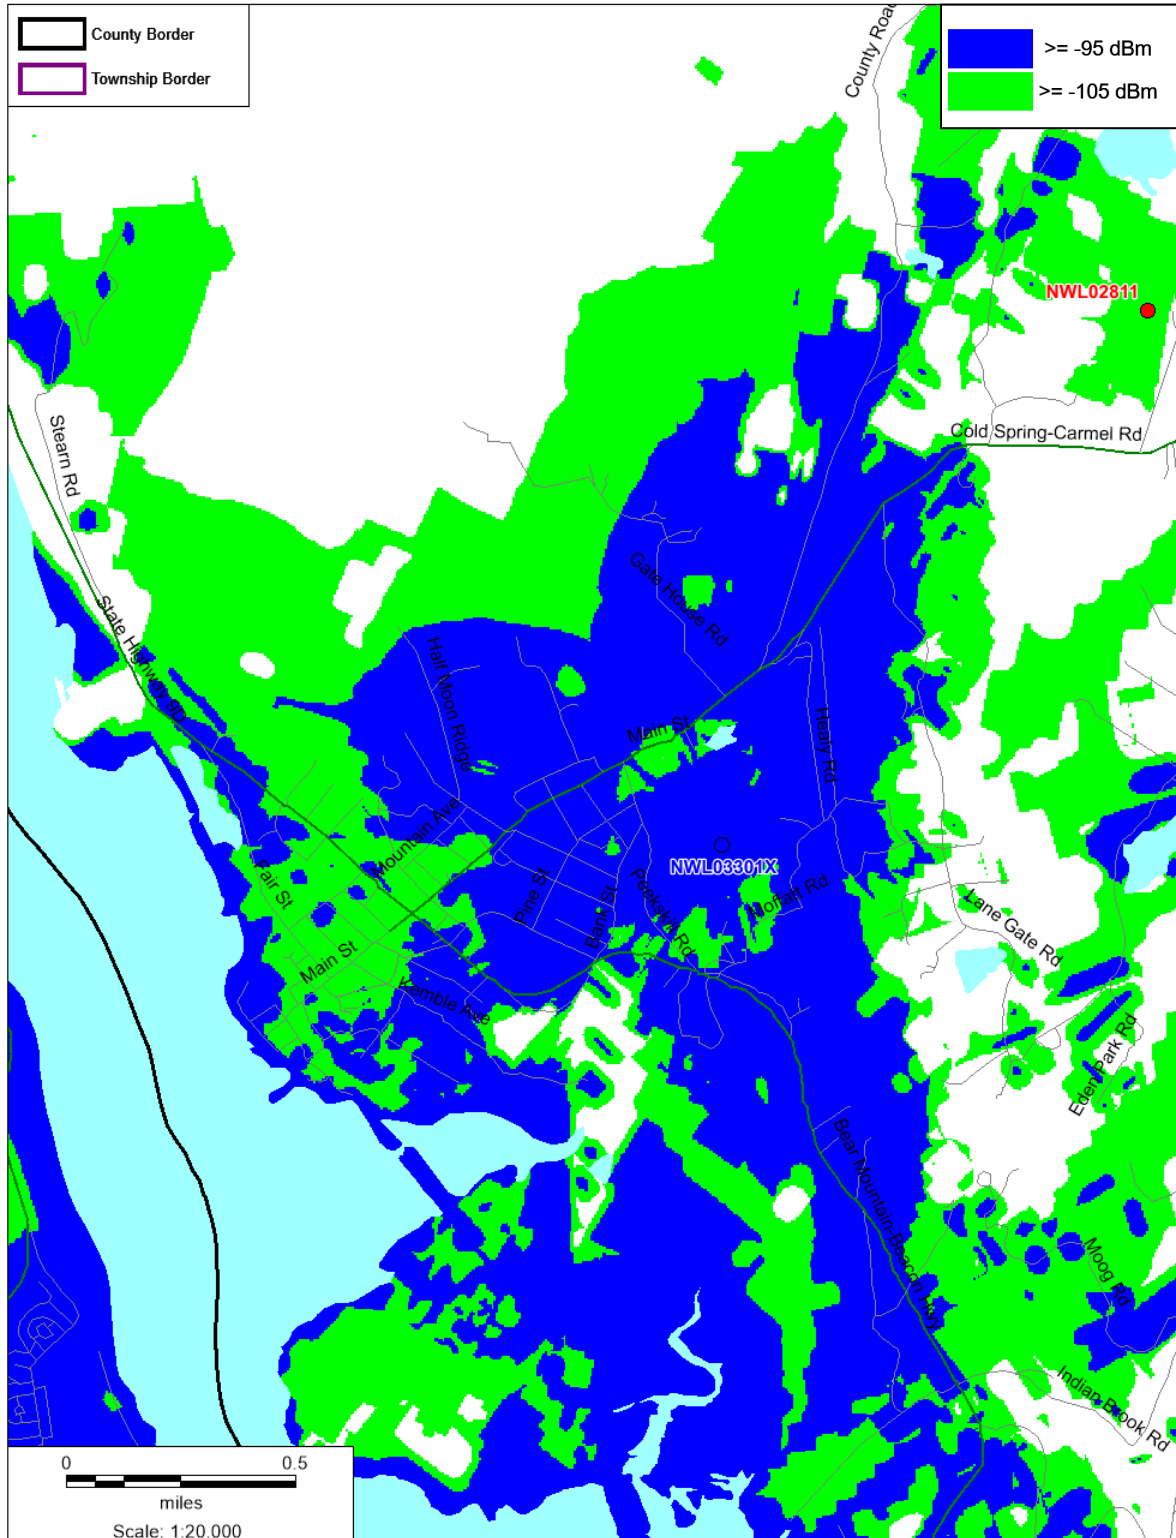 County Border
Township Border
>= -95 dBm
>= -105 dBm
County Road
NWL02811
Cold Spring-Carmel Rd
Stearn Rd
Gate House Rd
State Highway 9D
Half Moon Ridge
Main St
Healy Rd
Mountain Ave
NWL03301X
Fair St
Pine St
Bank St
Peekskill Rd
Moffatt Rd
Lane Gate Rd
Main St
Kemble Ave
Eden Park Rd
Bear Mountain-Beacon Hwy
Moog Rd
Indian Brook Rd
0 0.5
miles
Scale: 1:20,000